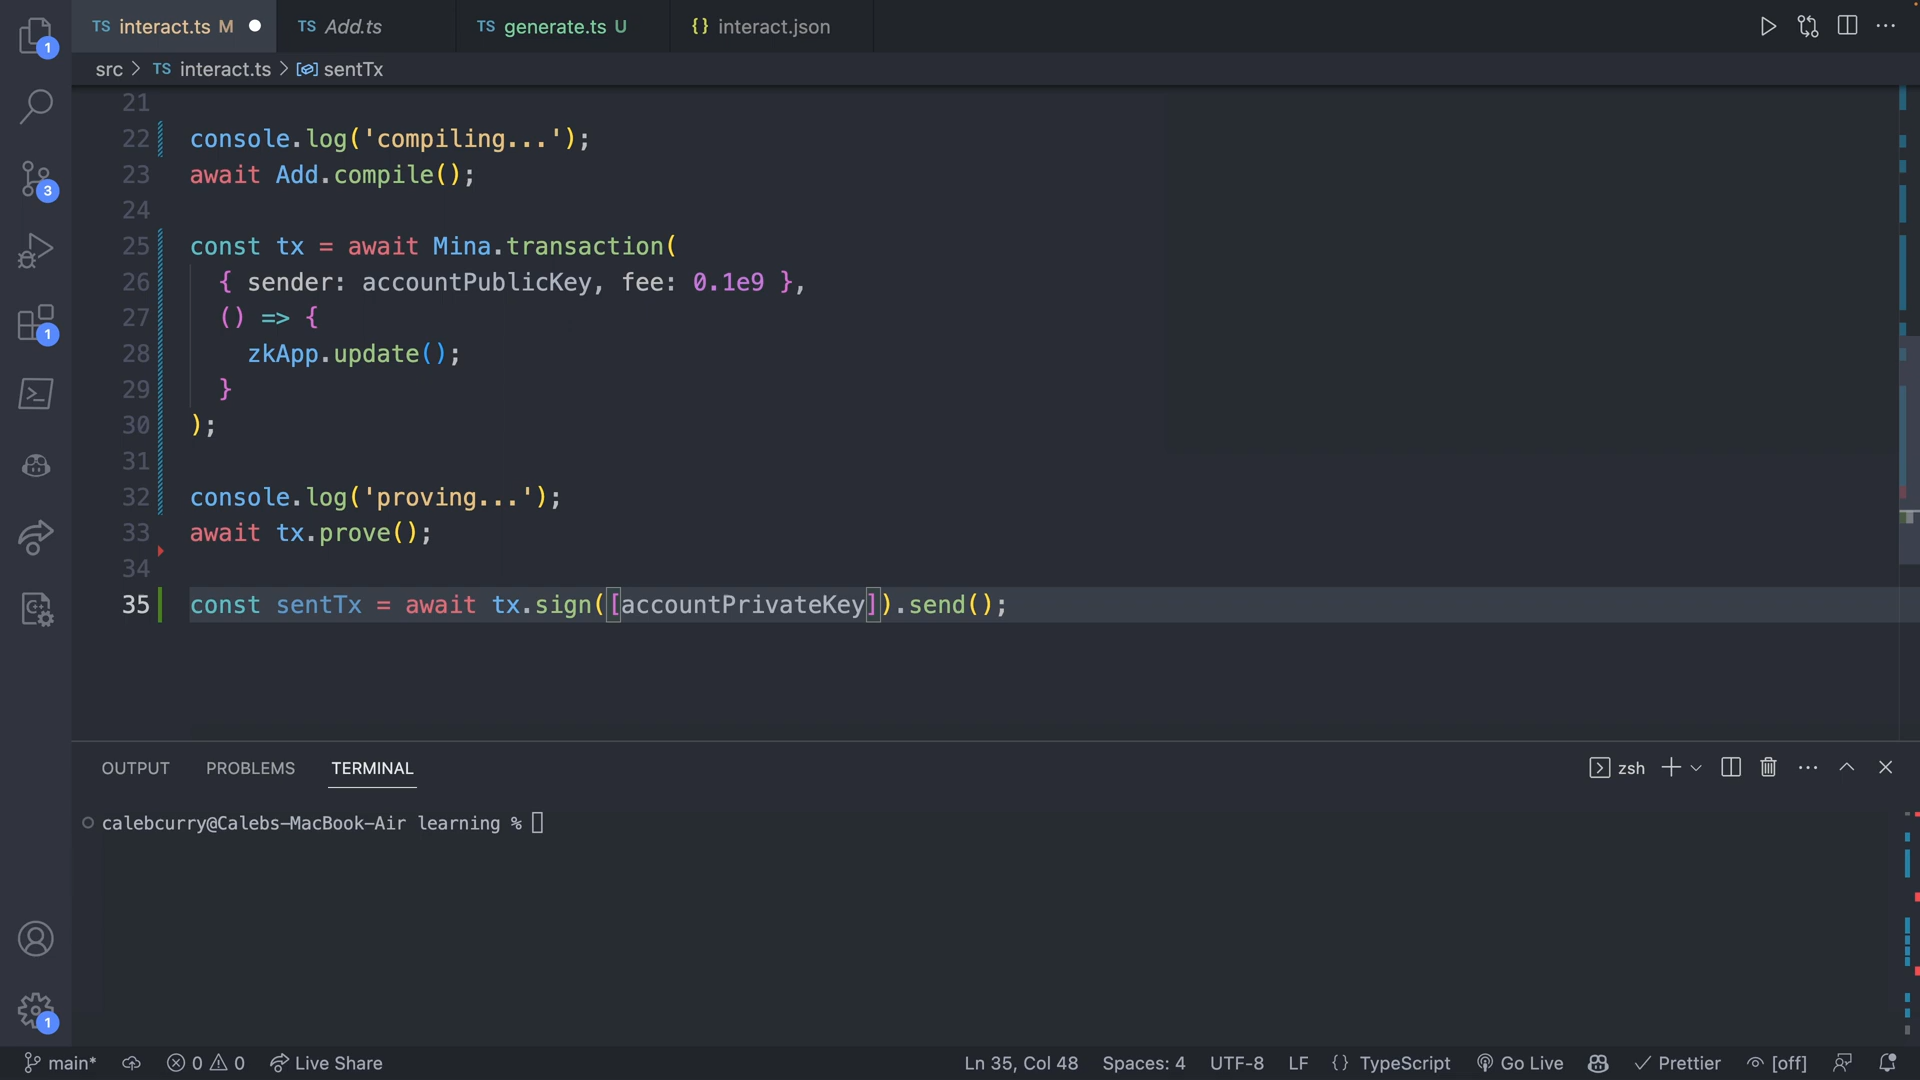 TS interact.ts M
TS Add.ts
TS generate.ts U
{} interact.json
src > TS interact.ts > sentTx
21
22 console.log('compiling...');
23 await Add.compile();
24
25 const tx = await Mina.transaction(
26 { sender: accountPublicKey, fee: 0.1e9 },
27 () => {
28 zkApp.update();
29 }
30 );
31
32 console.log('proving...');
33 await tx.prove();
34
35 const sentTx = await tx.sign([accountPrivateKey]).send();
1
3
1
1
OUTPUT PROBLEMS TERMINAL
zsh
calebcurry@Calebs-MacBook-Air learning %
main* 0 0 Live Share
Ln 35, Col 48 Spaces: 4 UTF-8 LF {} TypeScript Go Live Prettier [off]